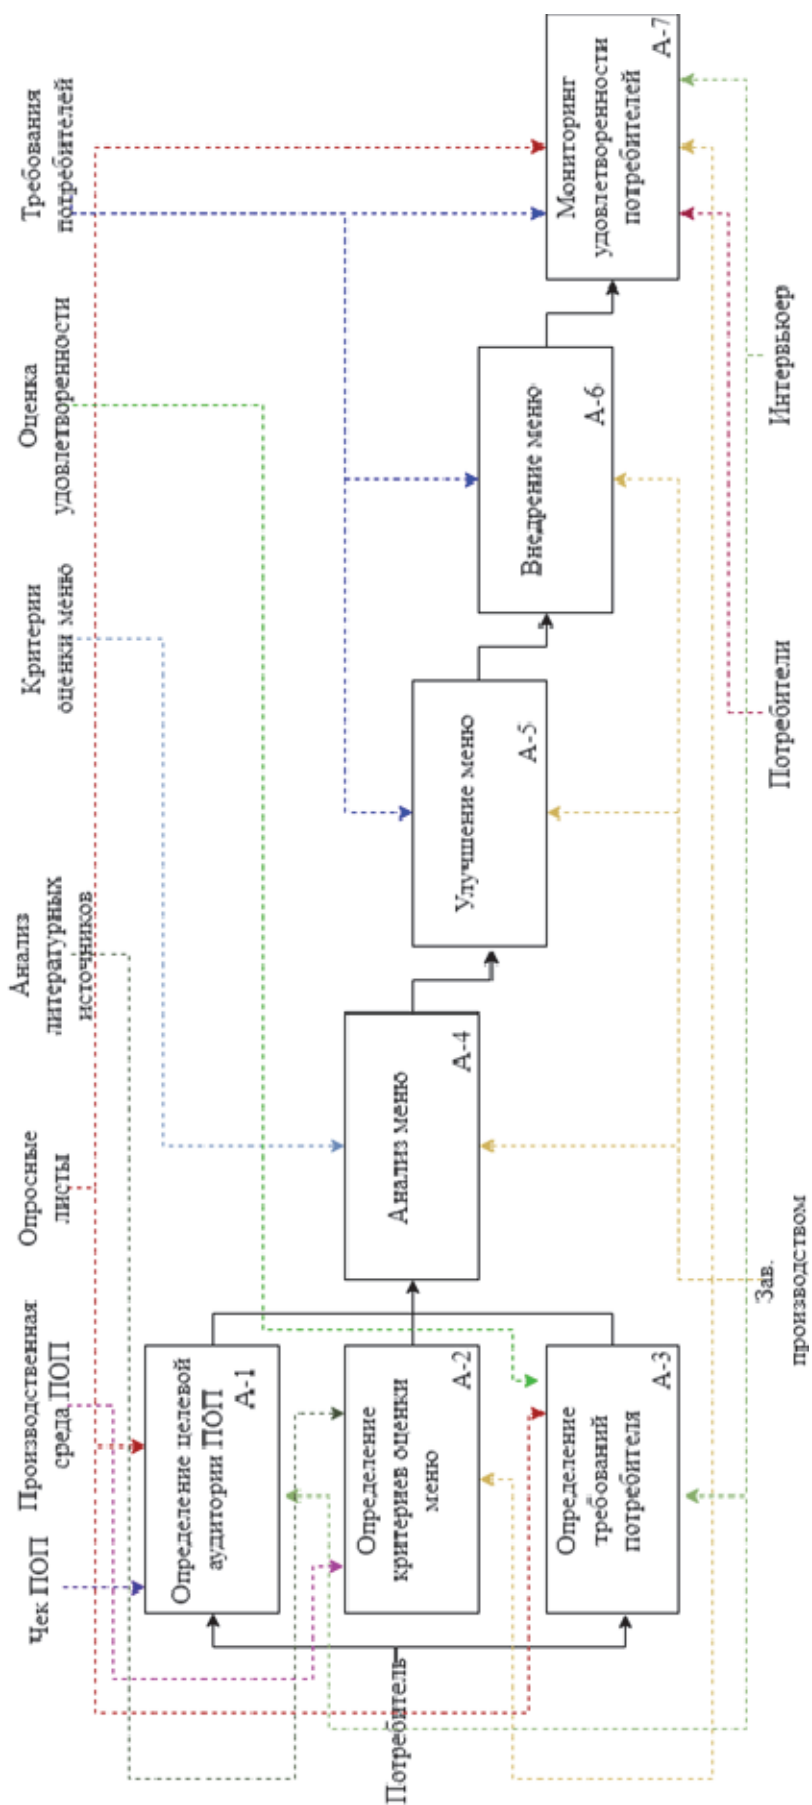 Чек ПОП
Производственная
среда ПОП
Опросные
листы
Анализ
литературных
источников
Критерии
оценки меню
Оценка
удовлетворенности
Требования
потребителей
Потребитель
Определение целевой
аудитории ПОП
А-1
Определение
критериев оценки
меню
А-2
Определение
требований
потребителя
А-3
Анализ меню
А-4
Улучшение меню
А-5
Внедрение меню
А-6
Мониторинг
удовлетворенности
потребителей
А-7
Зав.
производством
Потребители
Интервьюер